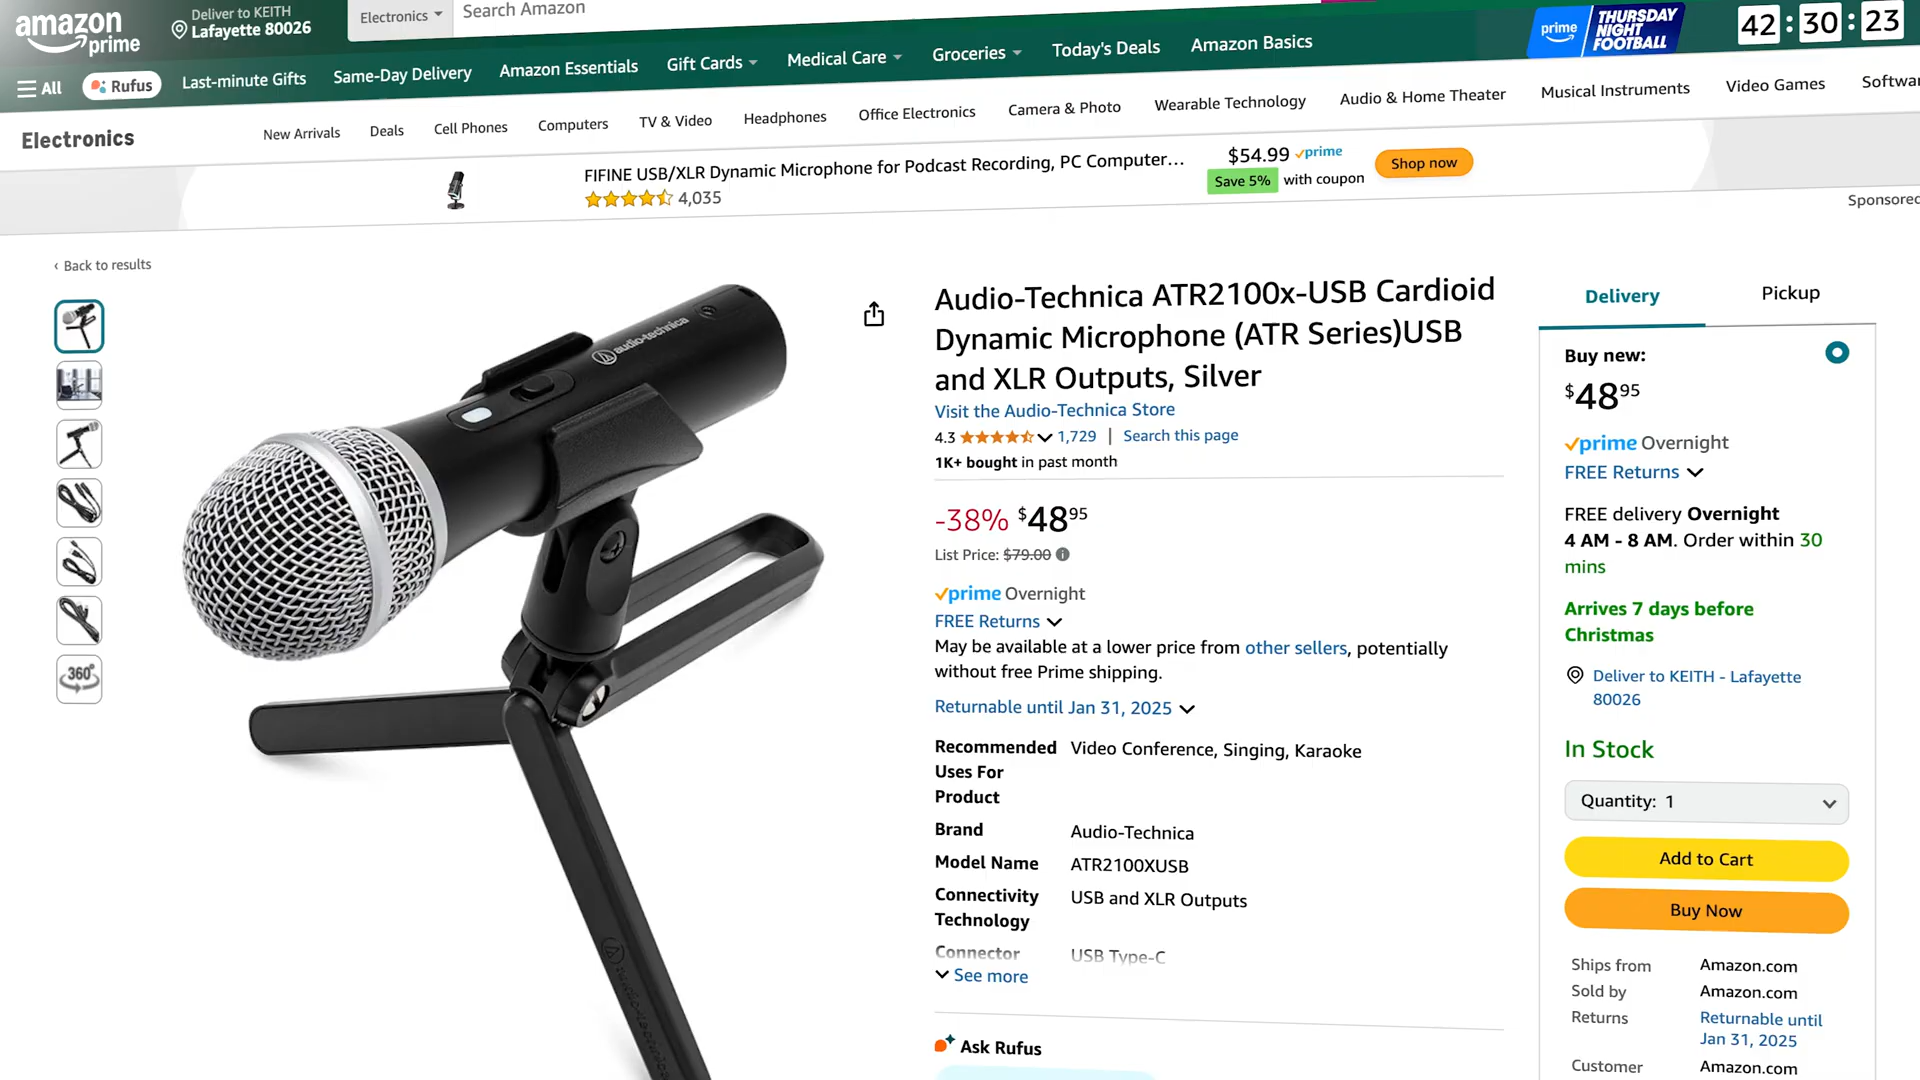 amazon
prime
Deliver to KEITH
Lafayette 80026
Electronics
Search Amazon
prime
THURSDAY
NIGHT
FOOTBALL
42 : 30 : 23
All
Rufus
Last-minute Gifts
Same-Day Delivery
Amazon Essentials
Gift Cards
Medical Care
Groceries
Today's Deals
Amazon Basics
Electronics
New Arrivals
Deals
Cell Phones
Computers
TV & Video
Headphones
Office Electronics
Camera & Photo
Wearable Technology
Audio & Home Theater
Musical Instruments
Video Games
Softwar
FIFINE USB/XLR Dynamic Microphone for Podcast Recording, PC Computer...
4,035
$54.99 prime
Save 5% with coupon
Shop now
Sponsored
‹ Back to results
360°
audio-technica
Audio-Technica ATR2100x-USB Cardioid
Dynamic Microphone (ATR Series)USB
and XLR Outputs, Silver
Visit the Audio-Technica Store
4.3 1,729 | Search this page
1K+ bought in past month
-38% $48 95
List Price: $79.00
prime Overnight
FREE Returns
May be available at a lower price from other sellers, potentially
without free Prime shipping.
Returnable until Jan 31, 2025
Recommended Video Conference, Singing, Karaoke
Uses For
Product
Brand Audio-Technica
Model Name ATR2100XUSB
Connectivity USB and XLR Outputs
Technology
Connector USB Type-C
See more
Ask Rufus
Delivery
Pickup
Buy new:
$48 95
prime Overnight
FREE Returns
FREE delivery Overnight
4 AM - 8 AM. Order within 30
mins
Arrives 7 days before
Christmas
Deliver to KEITH - Lafayette
80026
In Stock
Quantity: 1
Add to Cart
Buy Now
Ships from Amazon.com
Sold by Amazon.com
Returns Returnable until
Jan 31, 2025
Customer Amazon.com